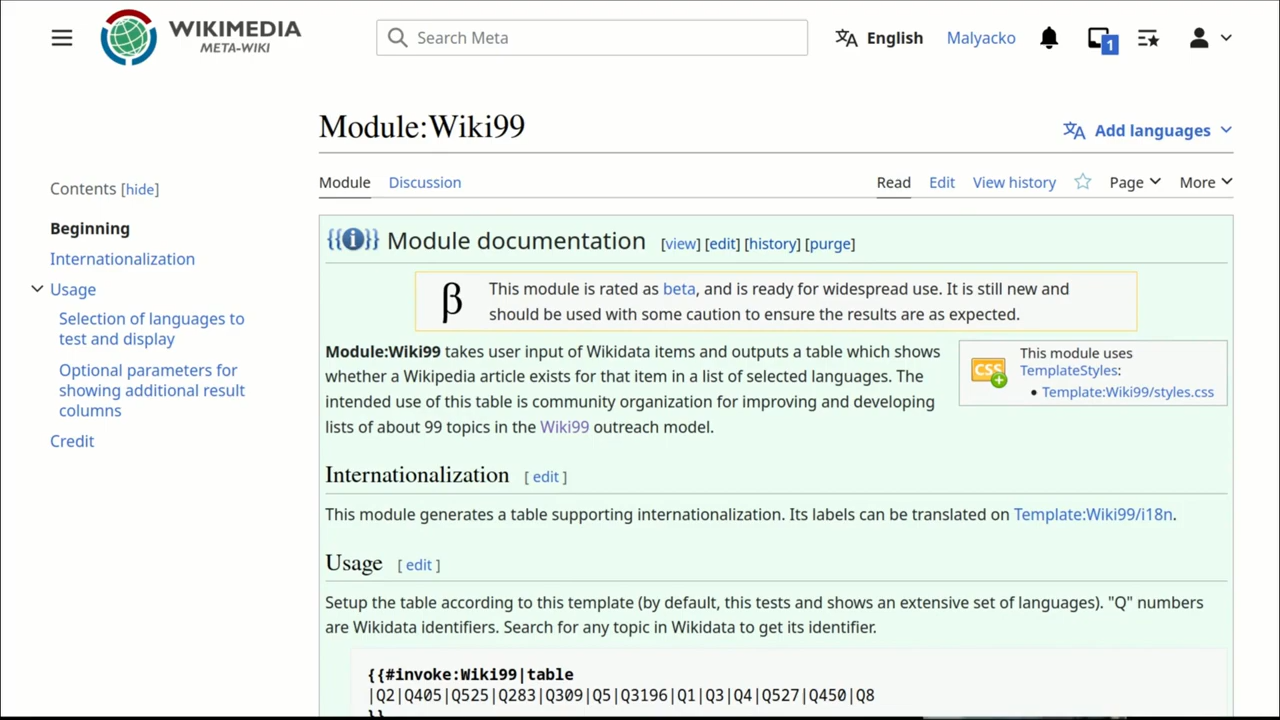 WIKIMEDIA
META-WIKI
Search Meta
English
Malyacko
1
Module:Wiki99
Add languages
Contents [hide]
Beginning
Internationalization
Usage
Selection of languages to
test and display
Optional parameters for
showing additional result
columns
Credit
Module
Discussion
Read
Edit
View history
Page
More
{{i}} Module documentation [view] [edit] [history] [purge]
β
This module is rated as beta, and is ready for widespread use. It is still new and
should be used with some caution to ensure the results are as expected.
Module:Wiki99 takes user input of Wikidata items and outputs a table which shows
whether a Wikipedia article exists for that item in a list of selected languages. The
intended use of this table is community organization for improving and developing
lists of about 99 topics in the Wiki99 outreach model.
CSS
This module uses
TemplateStyles:
• Template:Wiki99/styles.css
Internationalization [ edit ]
This module generates a table supporting internationalization. Its labels can be translated on Template:Wiki99/i18n.
Usage [ edit ]
Setup the table according to this template (by default, this tests and shows an extensive set of languages). "Q" numbers
are Wikidata identifiers. Search for any topic in Wikidata to get its identifier.
{{#invoke:Wiki99|table
|Q2|Q405|Q525|Q283|Q309|Q5|Q3196|Q1|Q3|Q4|Q527|Q450|Q8
}}